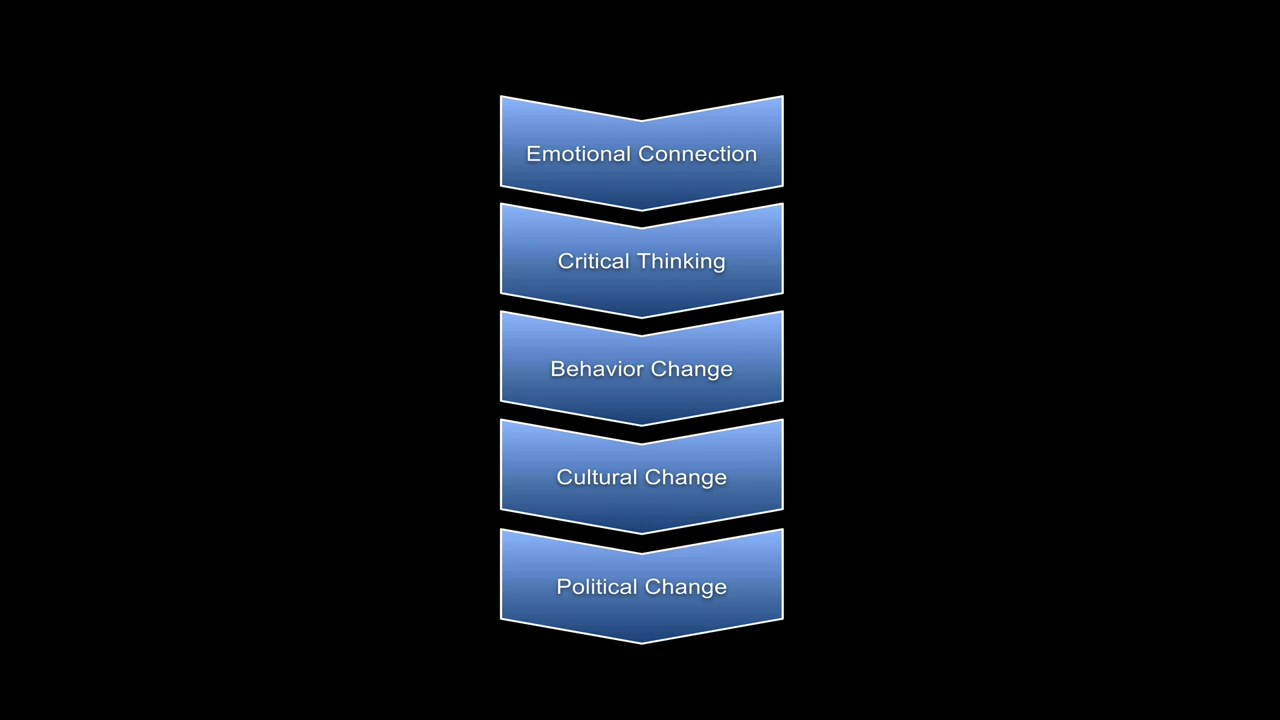 Emotional Connection
Critical Thinking
Behavior Change
Cultural Change
Political Change